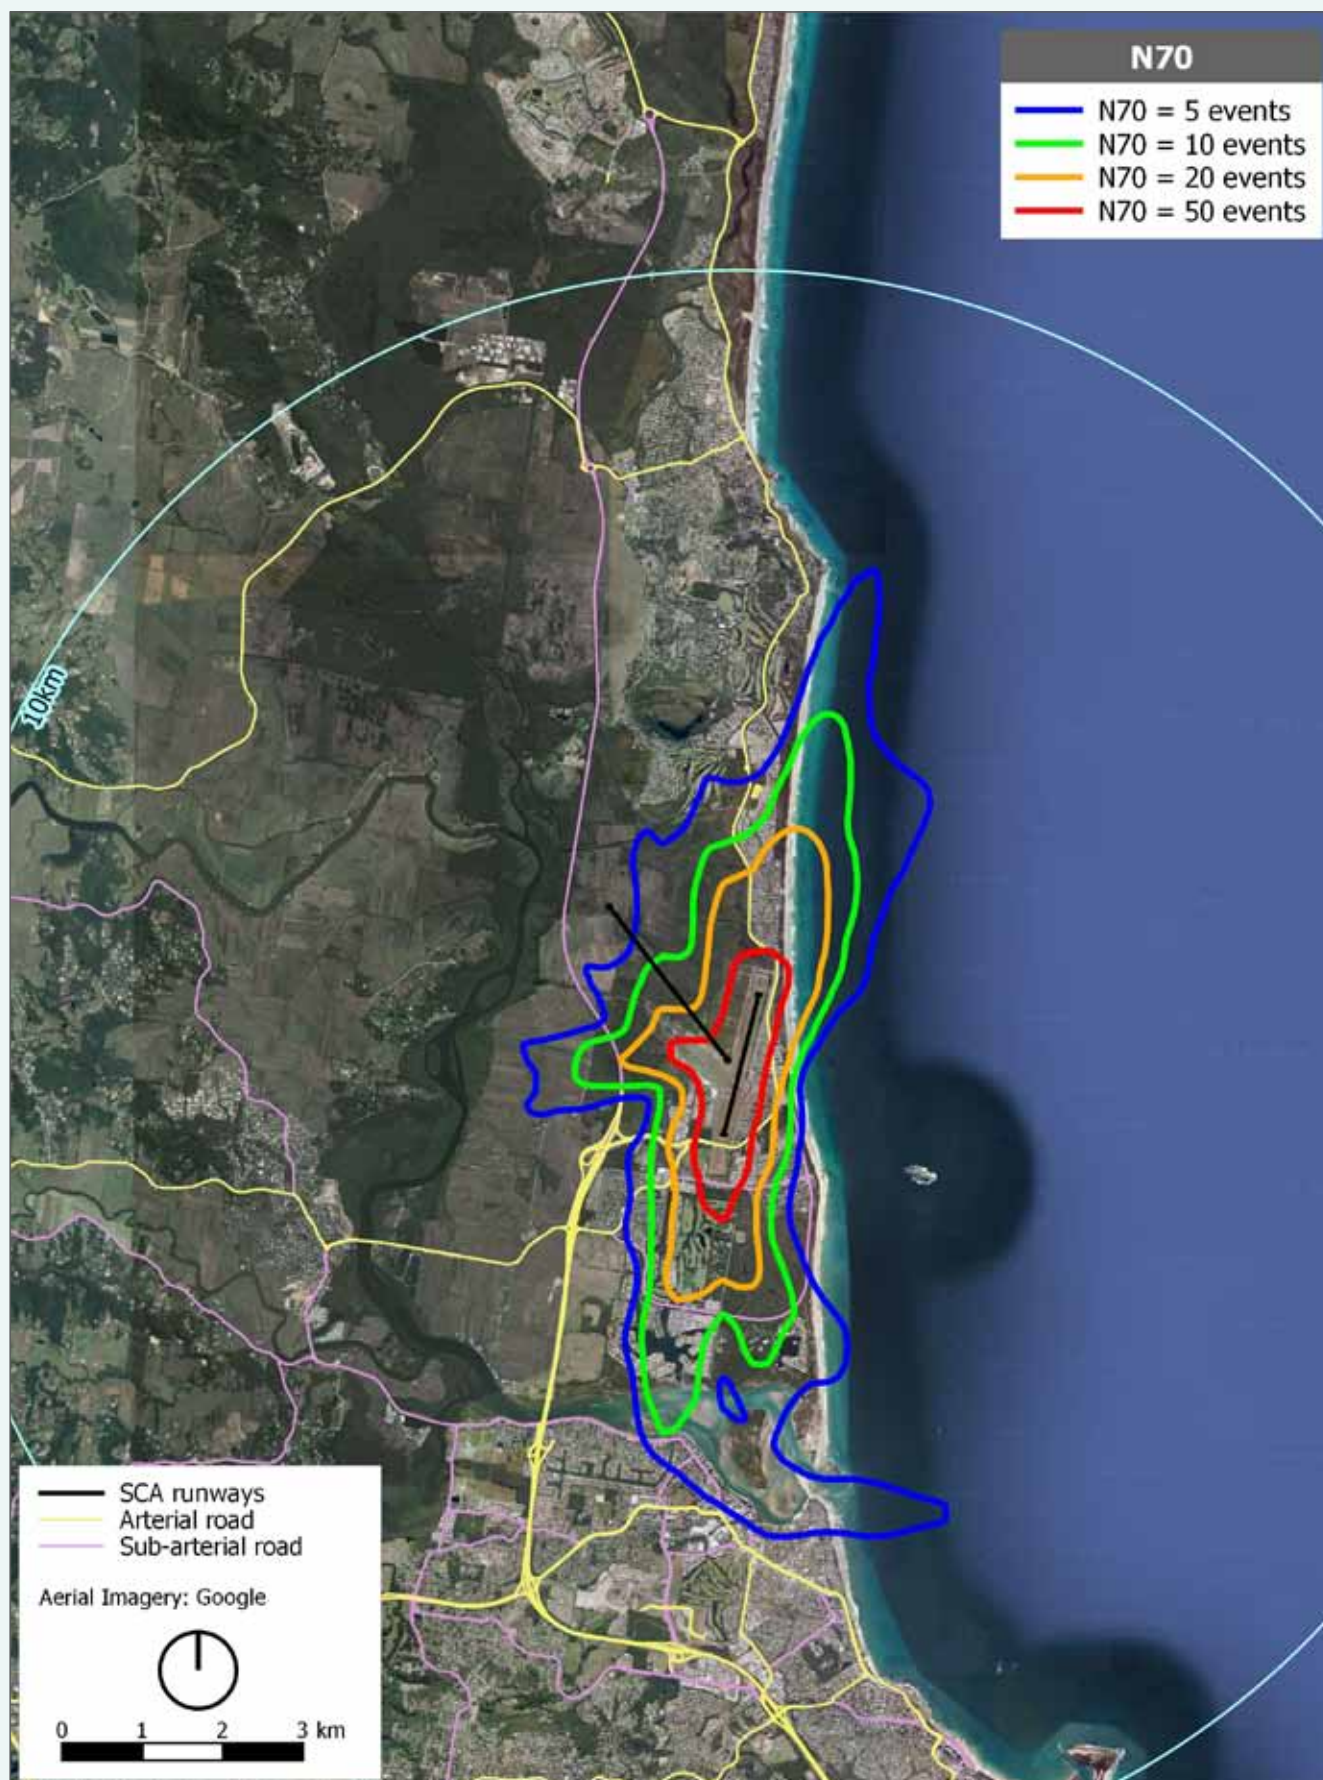 N70
N70 = 5 events
N70 = 10 events
N70 = 20 events
N70 = 50 events
10km
SCA runways
Arterial road
Sub-arterial road
Aerial Imagery: Google
0 1 2 3 km